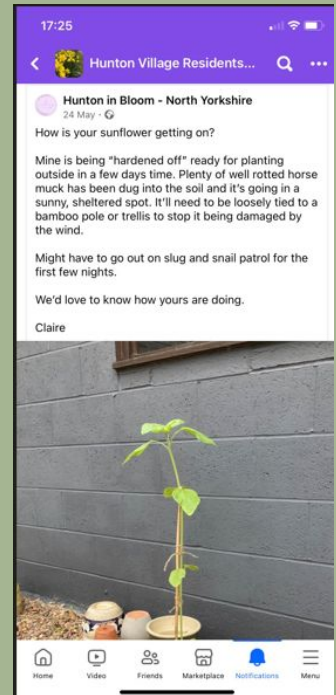 17:25
Hunton Village Residents...
Hunton in Bloom - North Yorkshire
24 May ·
How is your sunflower getting on?
Mine is being “hardened off” ready for planting
outside in a few days time. Plenty of well rotted horse
muck has been dug into the soil and it’s going in a
sunny, sheltered spot. It’ll need to be loosely tied to a
bamboo pole or trellis to stop it being damaged by
the wind.
Might have to go out on slug and snail patrol for the
first few nights.
We’d love to know how yours are doing.
Claire
Home Video Friends Marketplace Notifications Menu